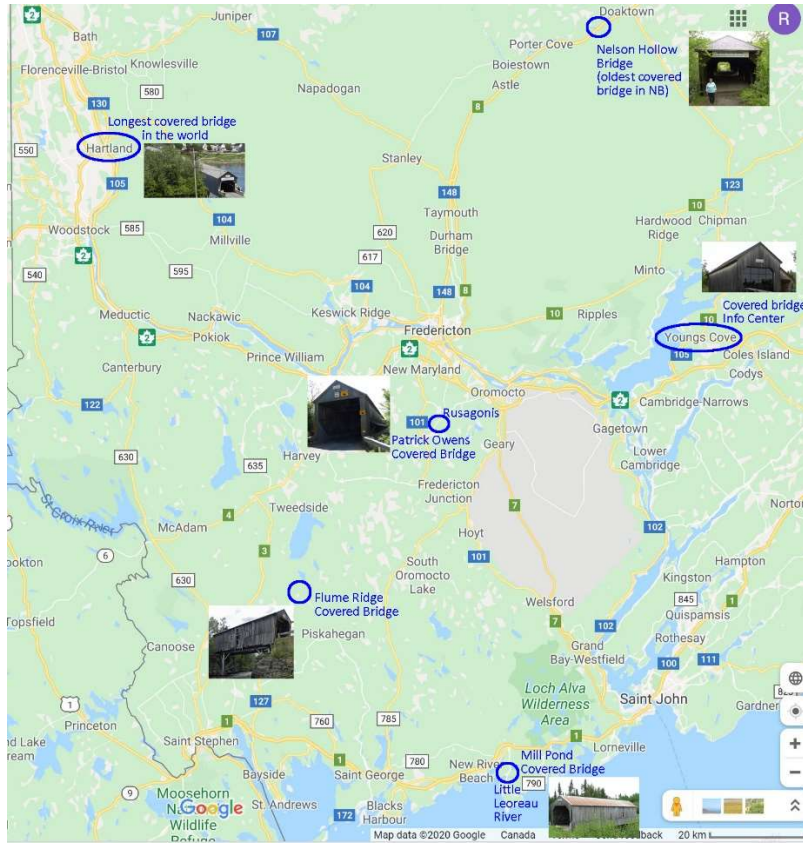 Doaktown
2
Juniper
107
R
Bath
Porter Cove
Nelson Hollow
Bridge
(oldest covered
bridge in NB)
Knowlesville
Boiestown
Florenceville-Bristol
580
Napadogan
Astle
8
130
Longest covered bridge
in the world
550
Hartland
Stanley
105
148
123
10
Taymouth
Woodstock
585
104
620
Durham
Bridge
Hardwood
Ridge
Chipman
Millville
617
2
540
595
104
148
8
Minto
Covered bridge
Info Center
Meductic
Nackawic
Keswick Ridge
10
Ripples
10
2
Pokiok
Fredericton
Youngs Cove
105
Coles Island
Prince William
2
Canterbury
New Maryland
Codys
Oromocto
2
Cambridge-Narrows
122
Rusagonis
101
Gagetown
Patrick Owens
Covered Bridge
Geary
Lower
Cambridge
630
635
Harvey
Fredericton
Junction
7
Norton
St Croix River
Tweedside
McAdam
4
102
Hoyt
3
6
101
Hampton
630
South
Oromocto
Lake
Kingston
1
Flume Ridge
Covered Bridge
Welsford
845
Topsfield
7
102
Quispamsis
Piskahegan
Canoose
Rothesay
Grand
Bay-Westfield
100
111
Loch Alva
Wilderness
Area
Saint John
1
127
785
Princeton
1
760
Saint Stephen
1
Lorneville
Mill Pond
Covered Bridge
1
780
New River
Beach
Bayside
Saint George
790
9
Moosehorn
Little
Leoreau
River
Google
St. Andrews
Wildlife
172
Blacks
Harbour
Map data ©2020 Google
Canada
20 km